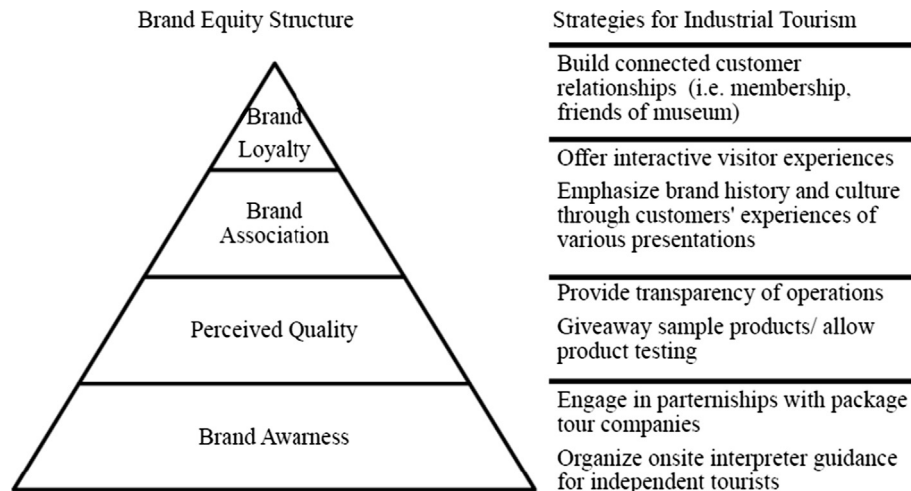 Brand Equity Structure
Strategies for Industrial Tourism
Brand
Loyalty
Build connected customer
relationships (i.e. membership,
friends of museum)
Brand
Association
Offer interactive visitor experiences
Emphasize brand history and culture
through customers' experiences of
various presentations
Perceived Quality
Provide transparency of operations
Giveaway sample products/ allow
product testing
Brand Awarness
Engage in parterniships with package
tour companies
Organize onsite interpreter guidance
for independent tourists